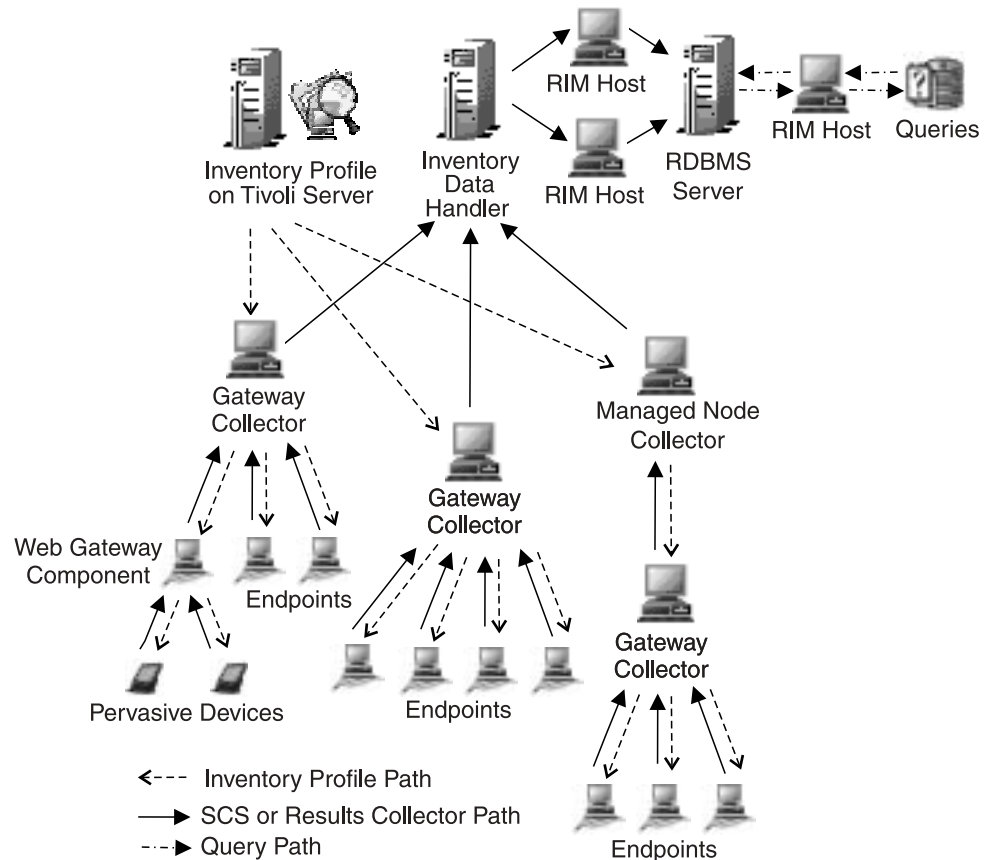 RIM Host
RIM Host
Queries
Inventory Profile
on Tivoli Server
Inventory
Data
Handler
RIM Host
RDBMS
Server
Gateway
Collector
Managed Node
Collector
Gateway
Collector
Web Gateway
Component
Endpoints
Gateway
Collector
Pervasive Devices
Endpoints
Inventory Profile Path
SCS or Results Collector Path
Query Path
Endpoints